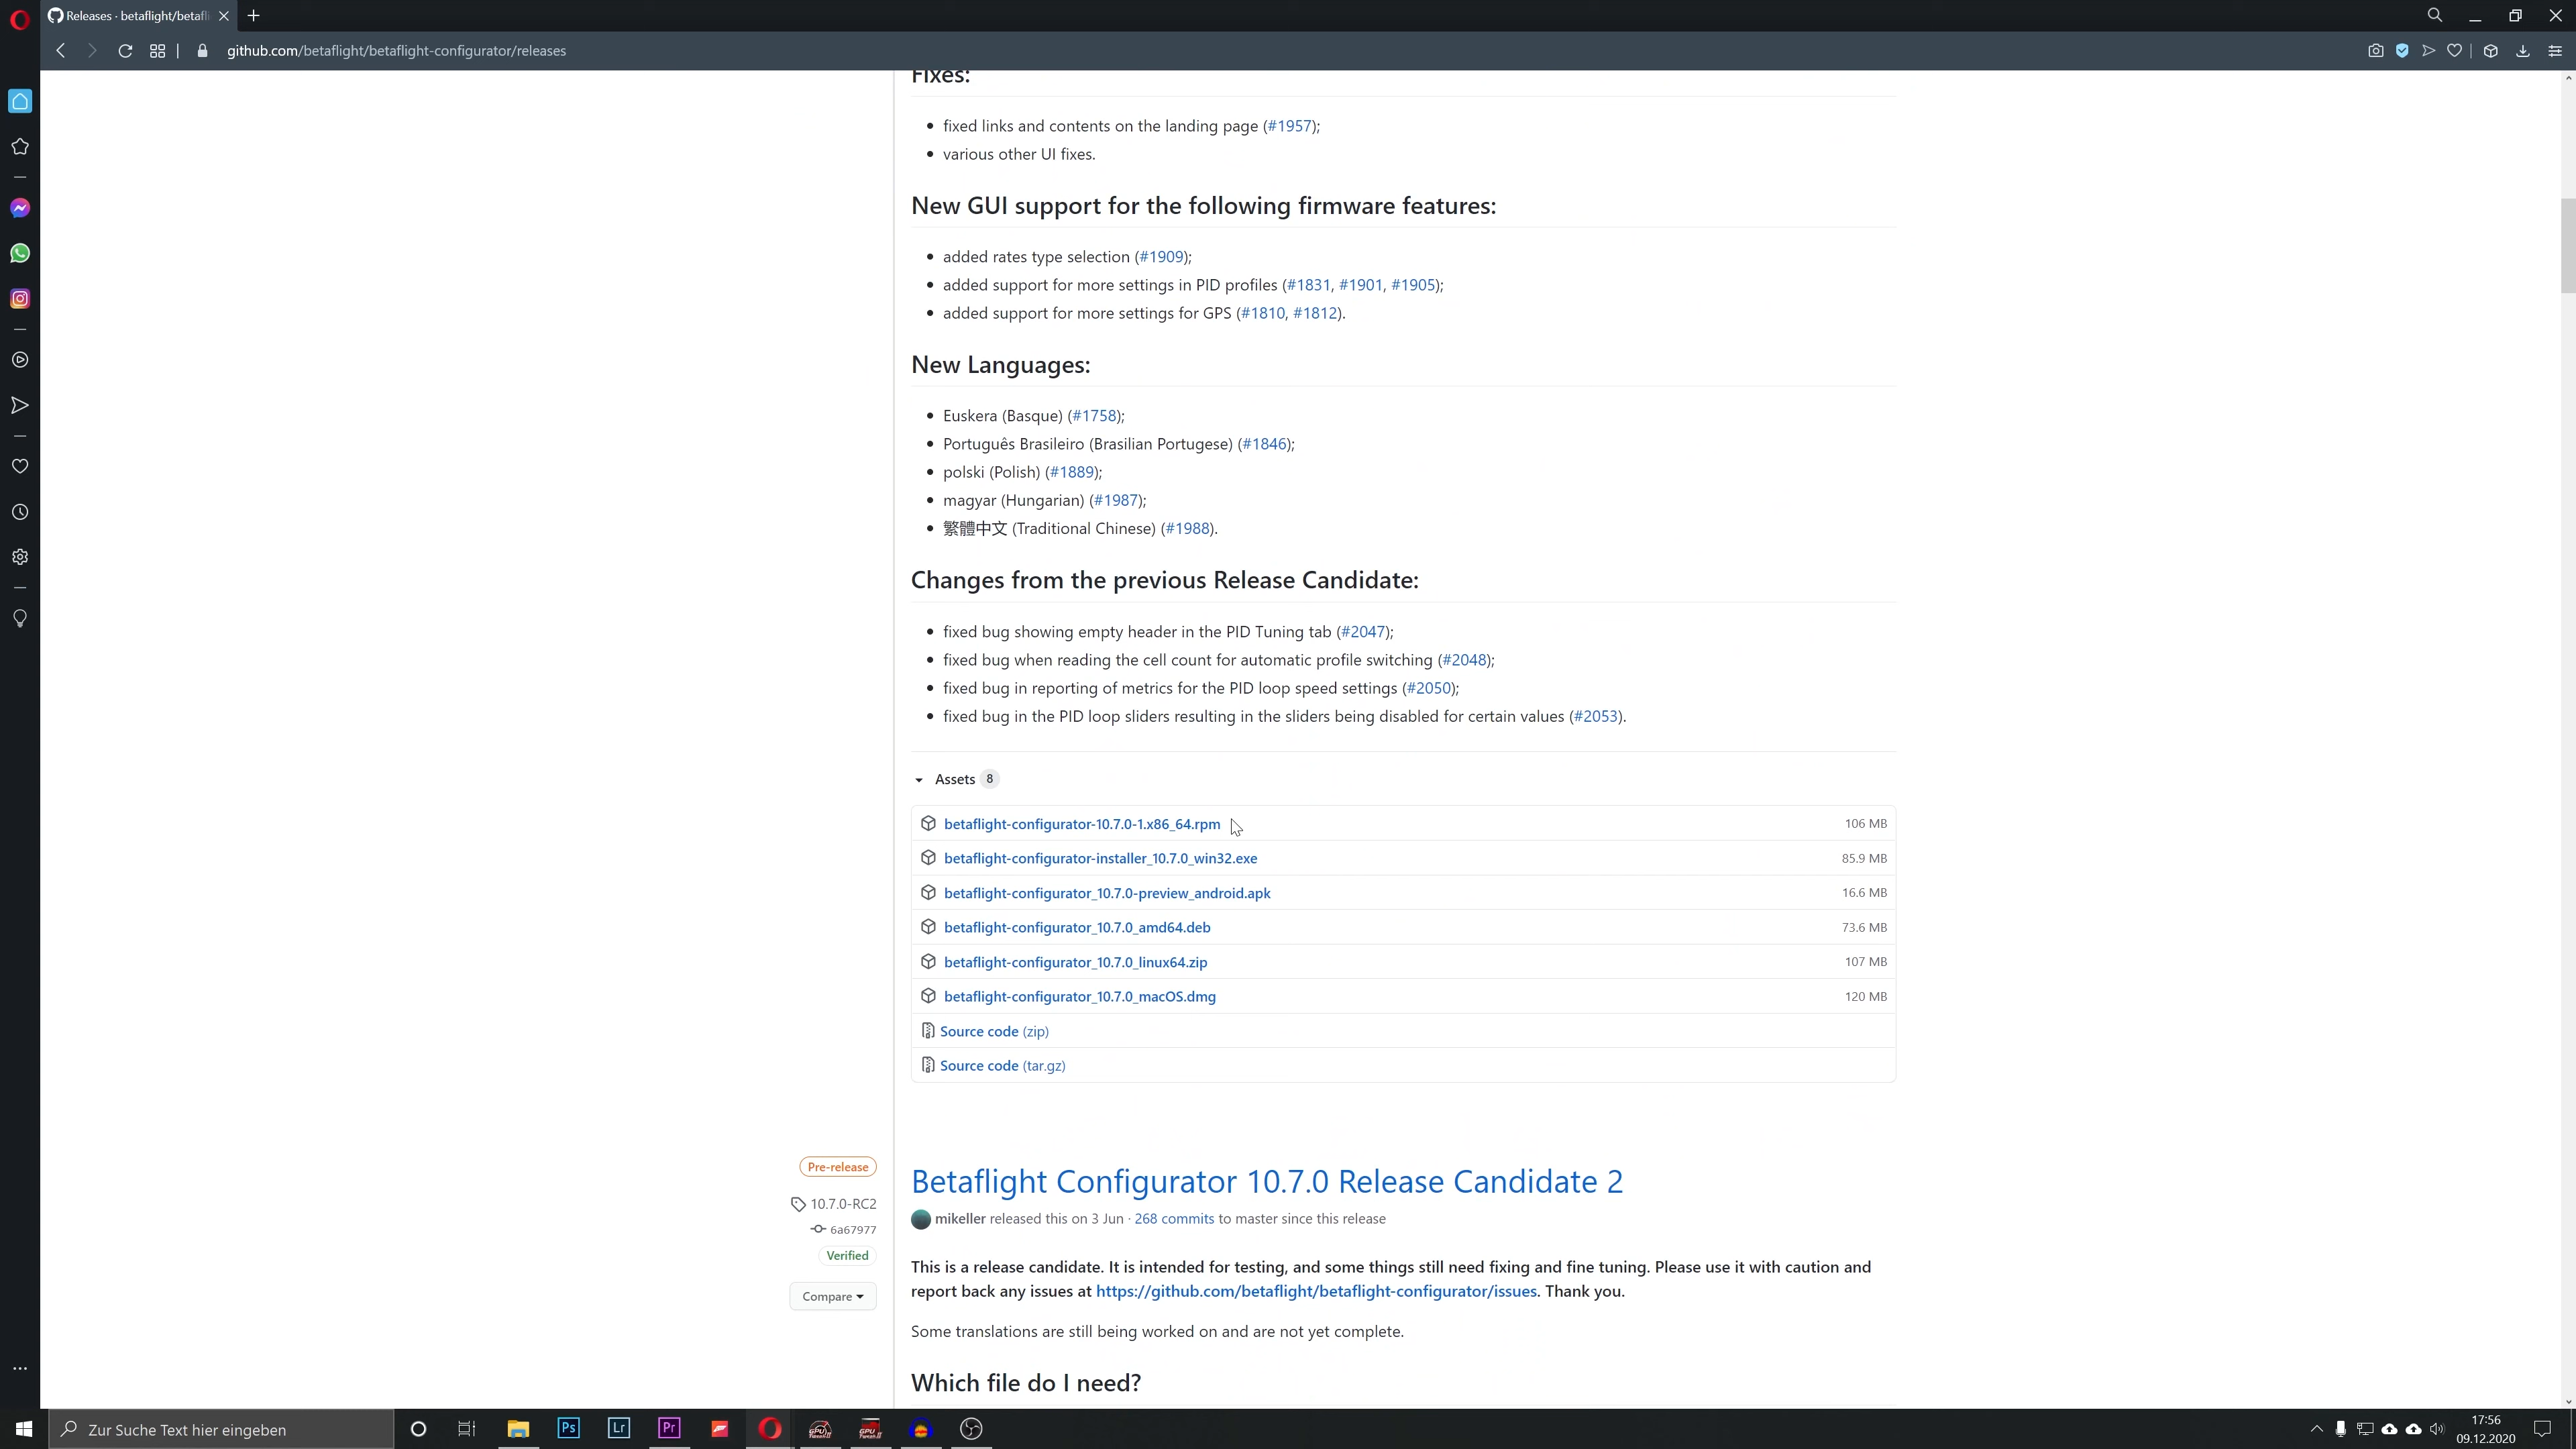 Releases · betaflight/betafli
github.com/betaflight/betaflight-configurator/releases
Fixes:
fixed links and contents on the landing page (#1957);
various other UI fixes.
New GUI support for the following firmware features:
added rates type selection (#1909);
added support for more settings in PID profiles (#1831, #1901, #1905);
added support for more settings for GPS (#1810, #1812).
New Languages:
Euskera (Basque) (#1758);
Português Brasileiro (Brasilian Portugese) (#1846);
polski (Polish) (#1889);
magyar (Hungarian) (#1987);
繁體中文 (Traditional Chinese) (#1988).
Changes from the previous Release Candidate:
fixed bug showing empty header in the PID Tuning tab (#2047);
fixed bug when reading the cell count for automatic profile switching (#2048);
fixed bug in reporting of metrics for the PID loop speed settings (#2050);
fixed bug in the PID loop sliders resulting in the sliders being disabled for certain values (#2053).
Assets 8
betaflight-configurator-10.7.0-1.x86_64.rpm 106 MB
betaflight-configurator-installer_10.7.0_win32.exe 85.9 MB
betaflight-configurator_10.7.0-preview_android.apk 16.6 MB
betaflight-configurator_10.7.0_amd64.deb 73.6 MB
betaflight-configurator_10.7.0_linux64.zip 107 MB
betaflight-configurator_10.7.0_macOS.dmg 120 MB
Source code (zip)
Source code (tar.gz)
Pre-release
10.7.0-RC2
6a67977
Verified
Compare
Betaflight Configurator 10.7.0 Release Candidate 2
mikeller released this on 3 Jun · 268 commits to master since this release
This is a release candidate. It is intended for testing, and some things still need fixing and fine tuning. Please use it with caution and
report back any issues at https://github.com/betaflight/betaflight-configurator/issues. Thank you.
Some translations are still being worked on and are not yet complete.
Which file do I need?
Zur Suche Text hier eingeben
Ps
Lr
Pr
GPU
GPU
17:56
09.12.2020